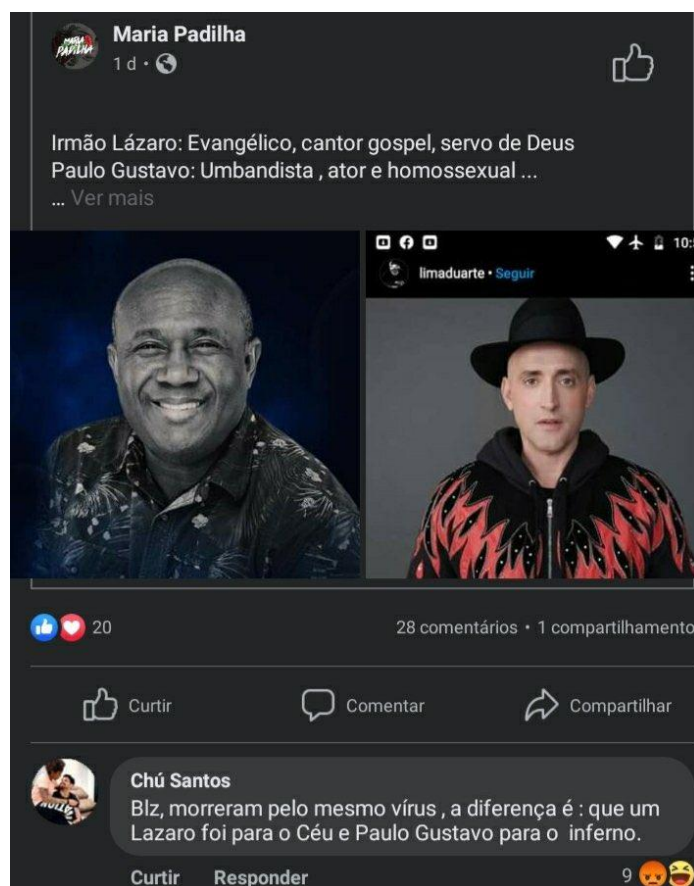 Maria Padilha
1 d
Irmão Lázaro: Evangélico, cantor gospel, servo de Deus
Paulo Gustavo: Umbandista , ator e homossexual ...
... Ver mais
limaduarte • Seguir
20
28 comentários • 1 compartilhamento
Curtir
Comentar
Compartilhar
Chú Santos
Blz, morreram pelo mesmo vírus , a diferença é : que um
Lazaro foi para o Céu e Paulo Gustavo para o inferno.
Curtir Responder
9